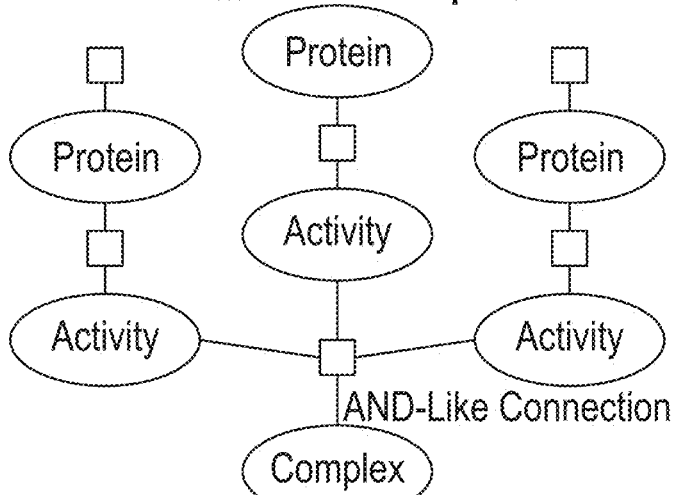 Protein
Protein
Protein
Activity
Activity
Activity
AND-Like Connection
Complex